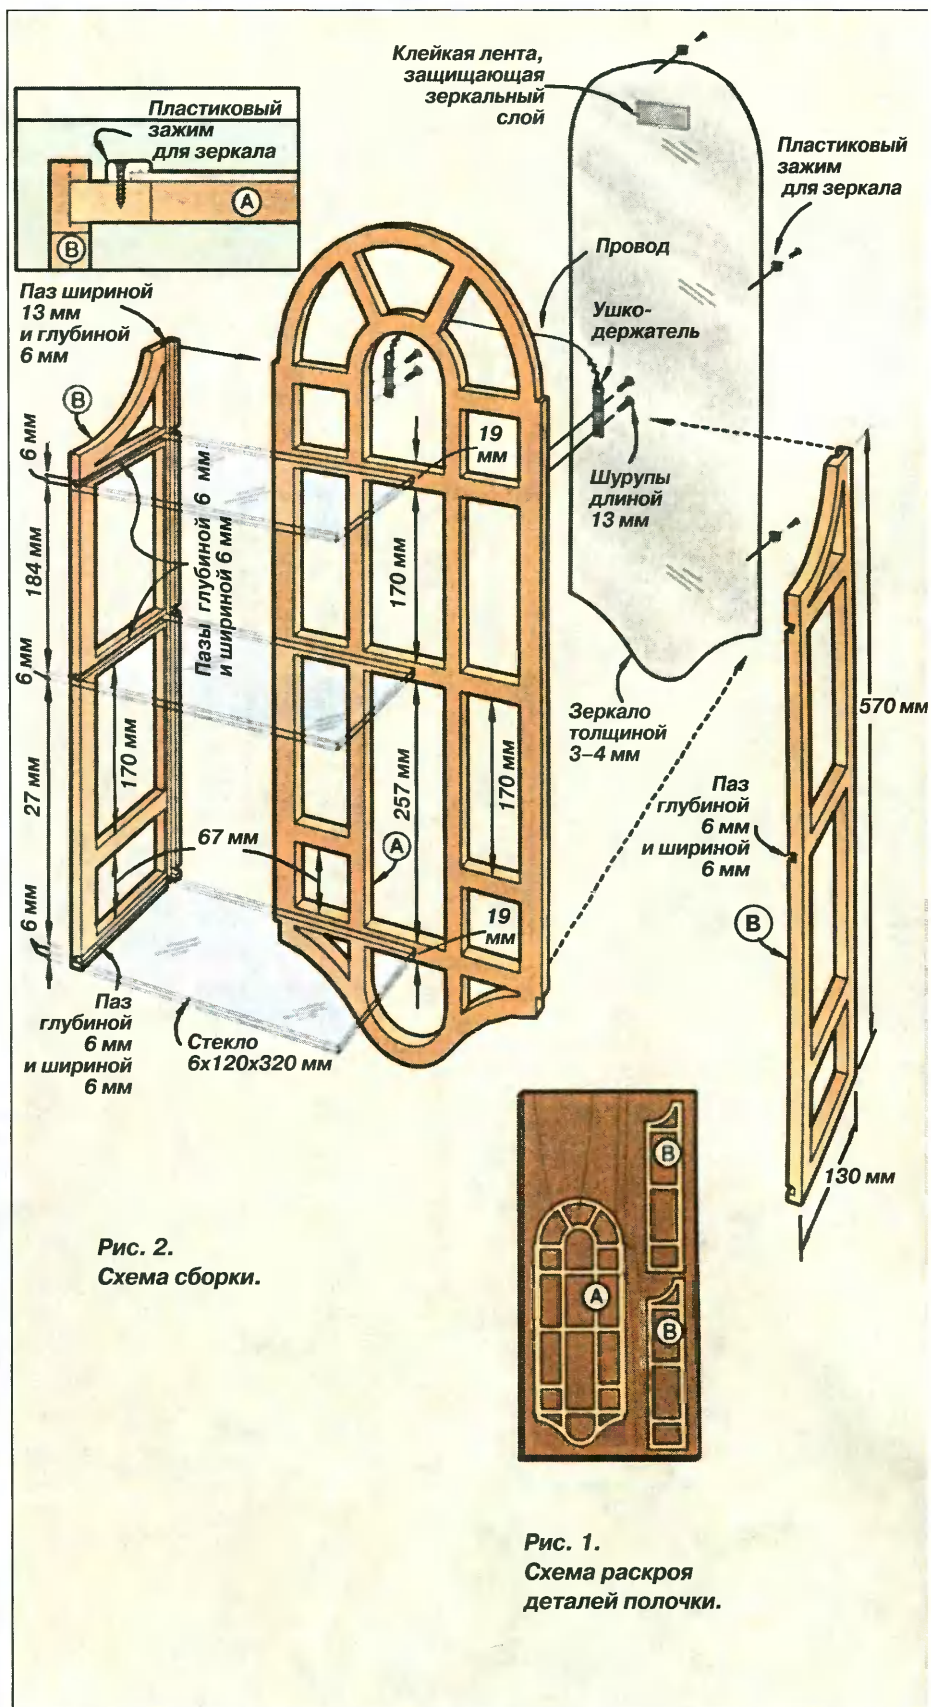 Клейкая лента,
защищающая
зеркальный
слой
Пластиковый
зажим
для зеркала
A
B
Пластиковый
зажим
для зеркала
Провод
Ушко-
держатель
Паз шириной
13 мм
и глубиной
6 мм
B
6 мм
184 мм
6 мм
27 мм
6 мм
Пазы глубиной 6 мм
и шириной 6 мм
170 мм
67 мм
19
мм
170 мм
257 мм
170 мм
A
19
мм
Шурупы
длиной
13 мм
Зеркало
толщиной
3–4 мм
570 мм
Паз
глубиной
6 мм
и шириной
6 мм
B
130 мм
Паз
глубиной
6 мм
и шириной
6 мм
Стекло
6х120х320 мм
Рис. 2.
Схема сборки.
B
A
B
Рис. 1.
Схема раскроя
деталей полочки.